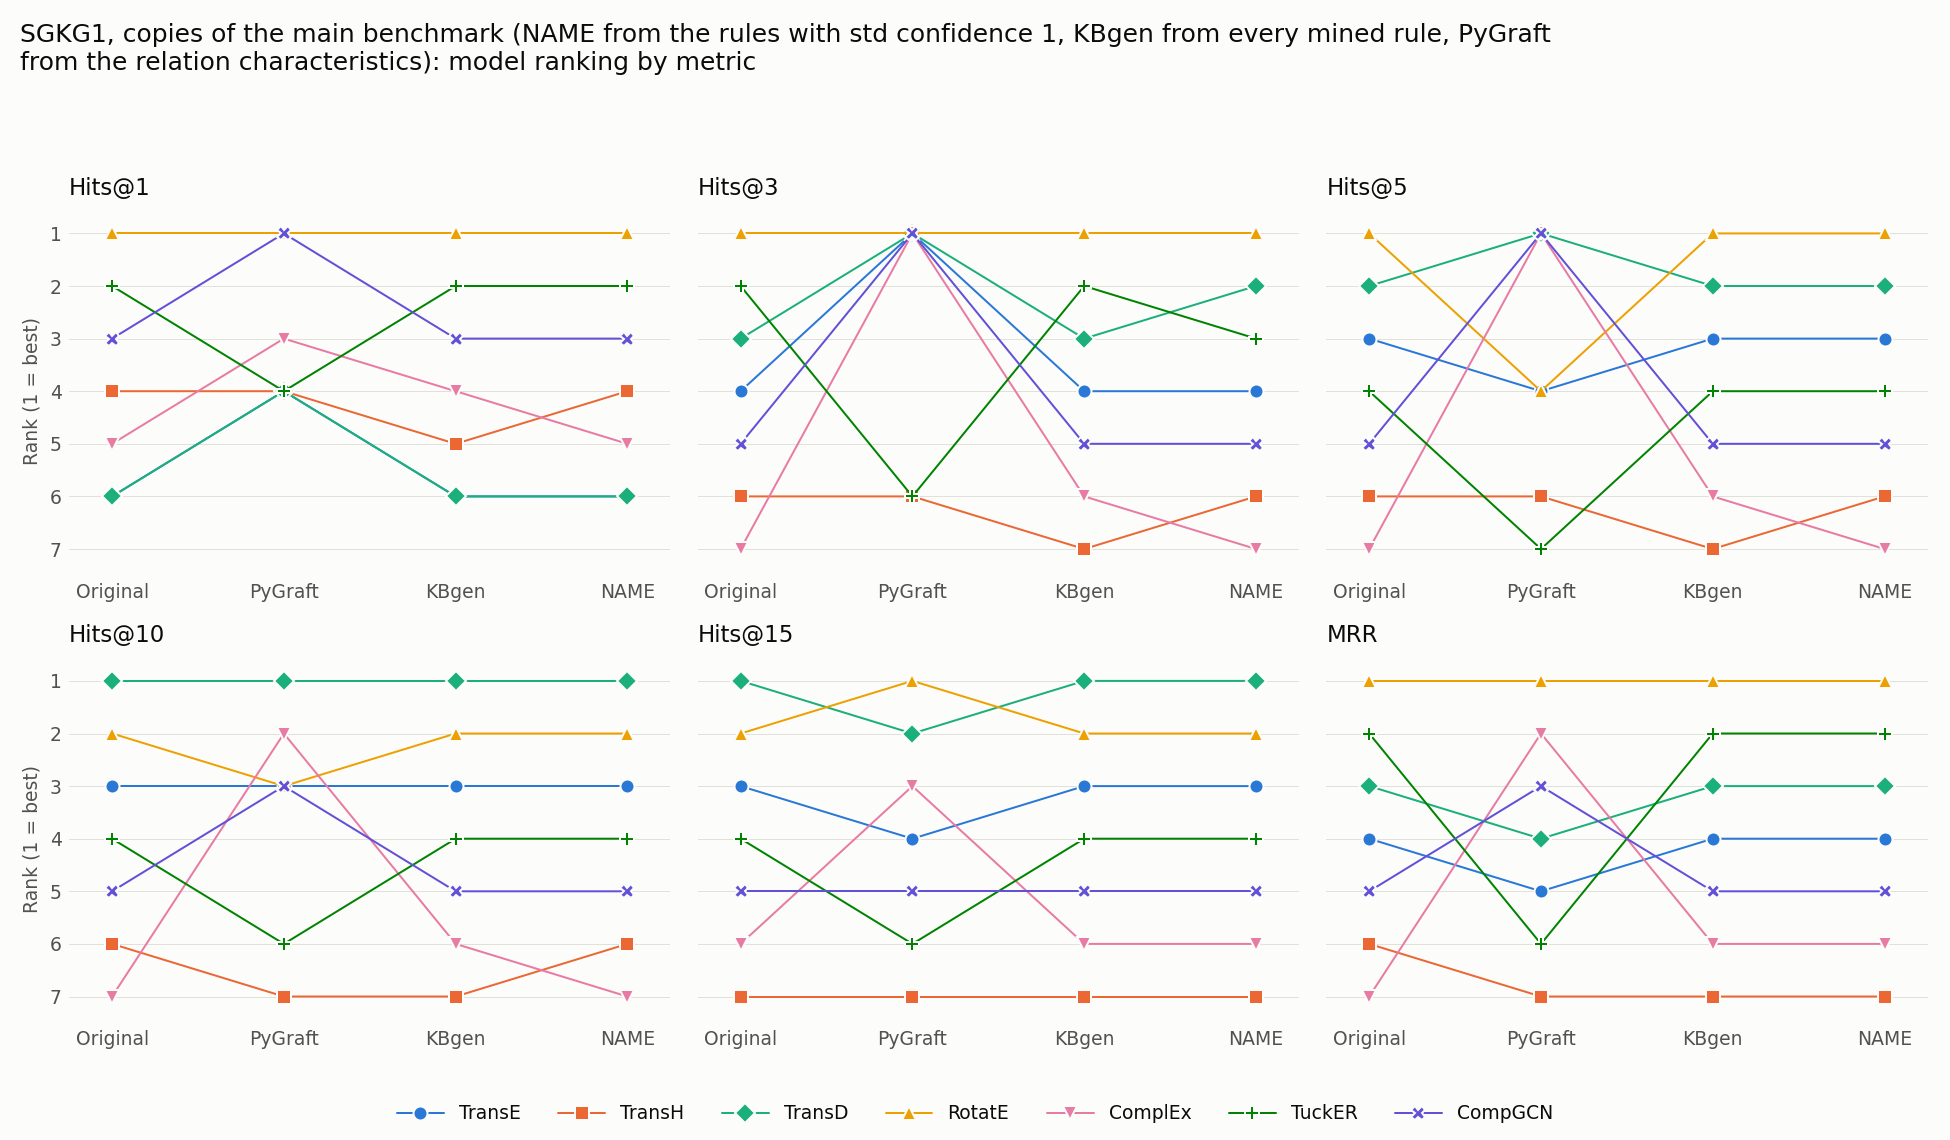 SGKG1, copies of the main benchmark (NAME from the rules with std confidence 1, KBgen from every mined rule, PyGraft
from the relation characteristics): model ranking by metric
Hits@1
Hits@3
Hits@5
Rank (1 = best)
1
2
3
4
5
6
7
Original PyGraft KBgen NAME
Original PyGraft KBgen NAME
Original PyGraft KBgen NAME
Hits@10
Hits@15
MRR
Rank (1 = best)
1
2
3
4
5
6
7
Original PyGraft KBgen NAME
Original PyGraft KBgen NAME
Original PyGraft KBgen NAME
TransE TransH TransD RotatE ComplEx TuckER CompGCN